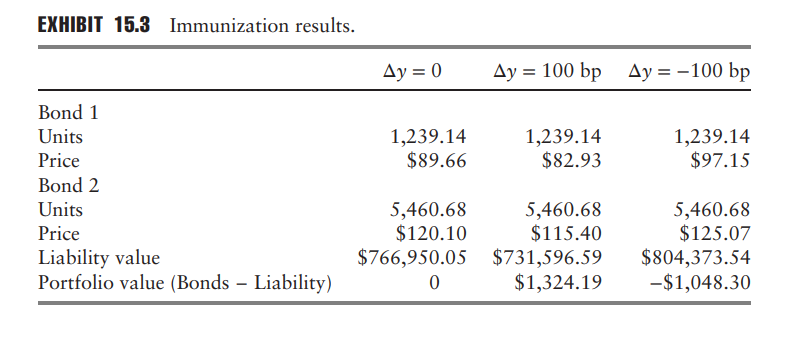 EXHIBIT 15.3 Immunization results.
Δy = 0 Δy = 100 bp Δy = −100 bp
Bond 1
Units 1,239.14 1,239.14 1,239.14
Price $89.66 $82.93 $97.15
Bond 2
Units 5,460.68 5,460.68 5,460.68
Price $120.10 $115.40 $125.07
Liability value $766,950.05 $731,596.59 $804,373.54
Portfolio value (Bonds − Liability) 0 $1,324.19 −$1,048.30